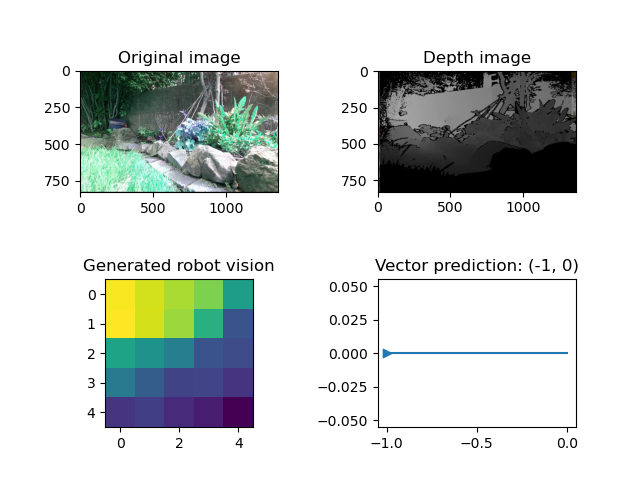 Original image
0
250
500
750
0 500 1000
Depth image
0
250
500
750
0 500 1000
Generated robot vision
0
1
2
3
4
0 2 4
Vector prediction: (-1, 0)
0.050
0.025
0.000
−0.025
−0.050
−1.0 −0.5 0.0